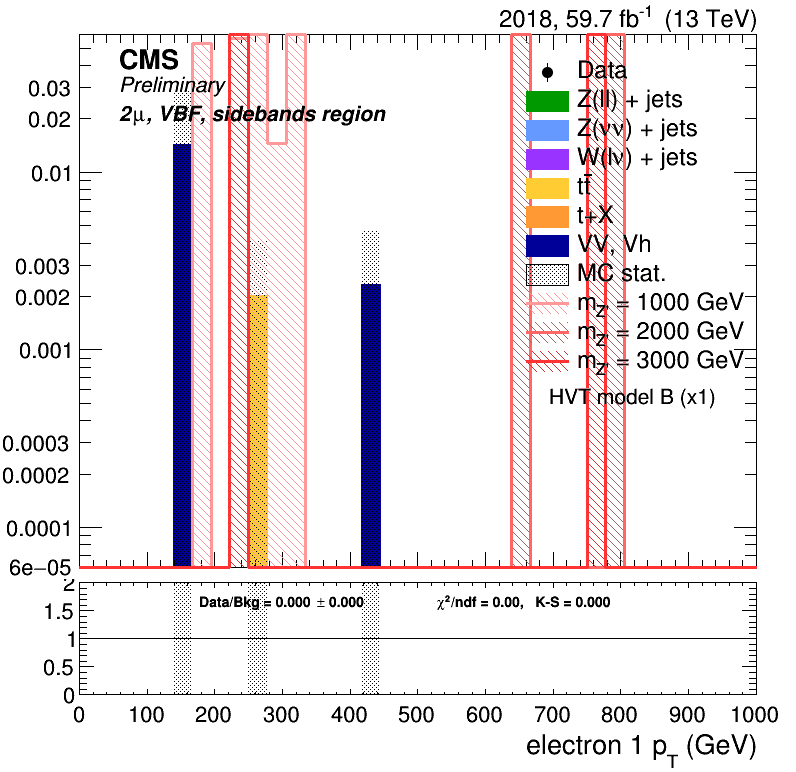 2018, 59.7 fb⁻¹ (13 TeV)
CMS
Preliminary
2μ, VBF, sidebands region
Data
Z(ll) + jets
Z(νν) + jets
W(lν) + jets
tt̄
t+X
VV, Vh
MC stat.
m_Z' = 1000 GeV
m_Z' = 2000 GeV
m_Z' = 3000 GeV
HVT model B (x1)
0.03
0.02
0.01
0.003
0.002
0.001
0.0003
0.0002
0.0001
6e−05
2
1.5
1
0.5
0
Data/Bkg = 0.000 ± 0.000
χ²/ndf = 0.00, K-S = 0.000
0 100 200 300 400 500 600 700 800 900 1000
electron 1 p_T (GeV)